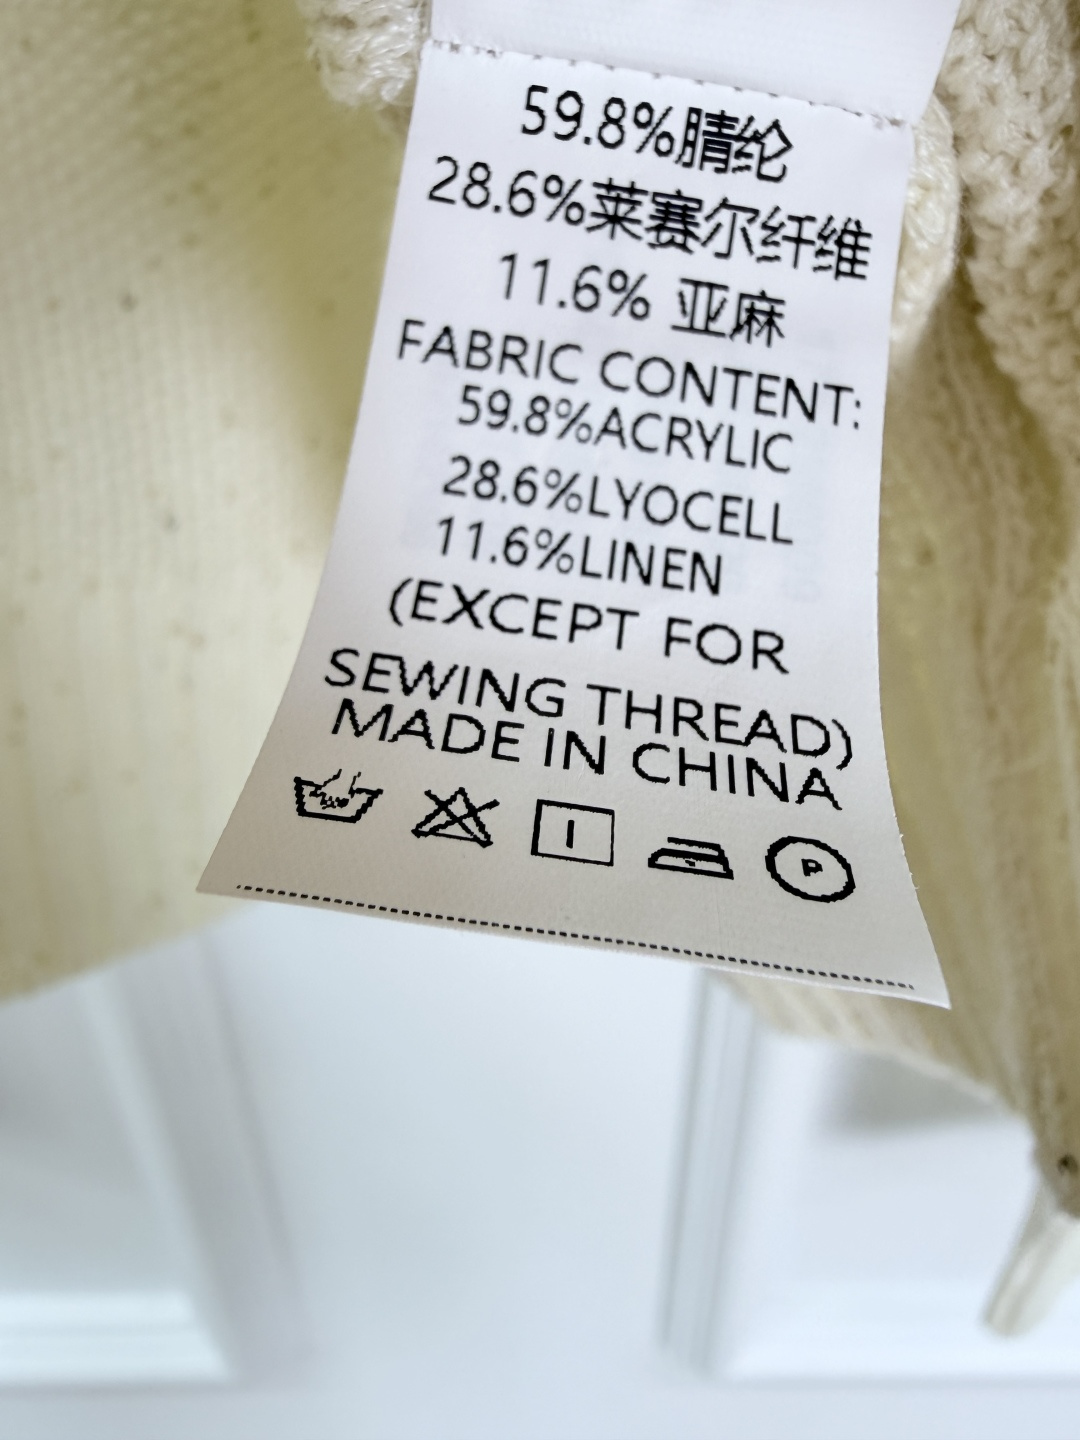 59.8%腈纶
28.6%莱赛尔纤维
11.6% 亚麻
FABRIC CONTENT:
59.8%ACRYLIC
28.6%LYOCELL
11.6%LINEN
(EXCEPT FOR
SEWING THREAD)
MADE IN CHINA
P